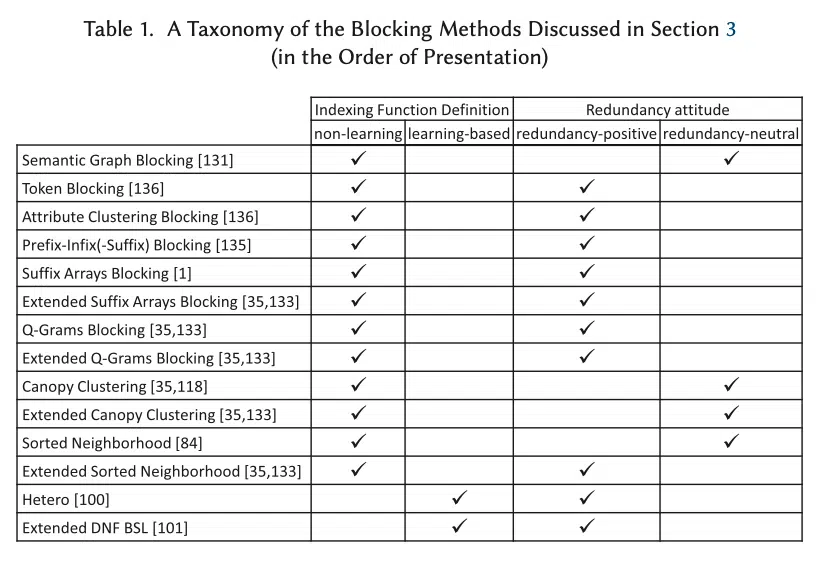 Table 1. A Taxonomy of the Blocking Methods Discussed in Section 3
(in the Order of Presentation)
Indexing Function Definition Redundancy attitude
non-learning learning-based redundancy-positive redundancy-neutral
Semantic Graph Blocking [131] ✓ ✓
Token Blocking [136] ✓ ✓
Attribute Clustering Blocking [136] ✓ ✓
Prefix-Infix(-Suffix) Blocking [135] ✓ ✓
Suffix Arrays Blocking [1] ✓ ✓
Extended Suffix Arrays Blocking [35,133] ✓ ✓
Q-Grams Blocking [35,133] ✓ ✓
Extended Q-Grams Blocking [35,133] ✓ ✓
Canopy Clustering [35,118] ✓ ✓
Extended Canopy Clustering [35,133] ✓ ✓
Sorted Neighborhood [84] ✓ ✓
Extended Sorted Neighborhood [35,133] ✓ ✓
Hetero [100] ✓ ✓
Extended DNF BSL [101] ✓ ✓